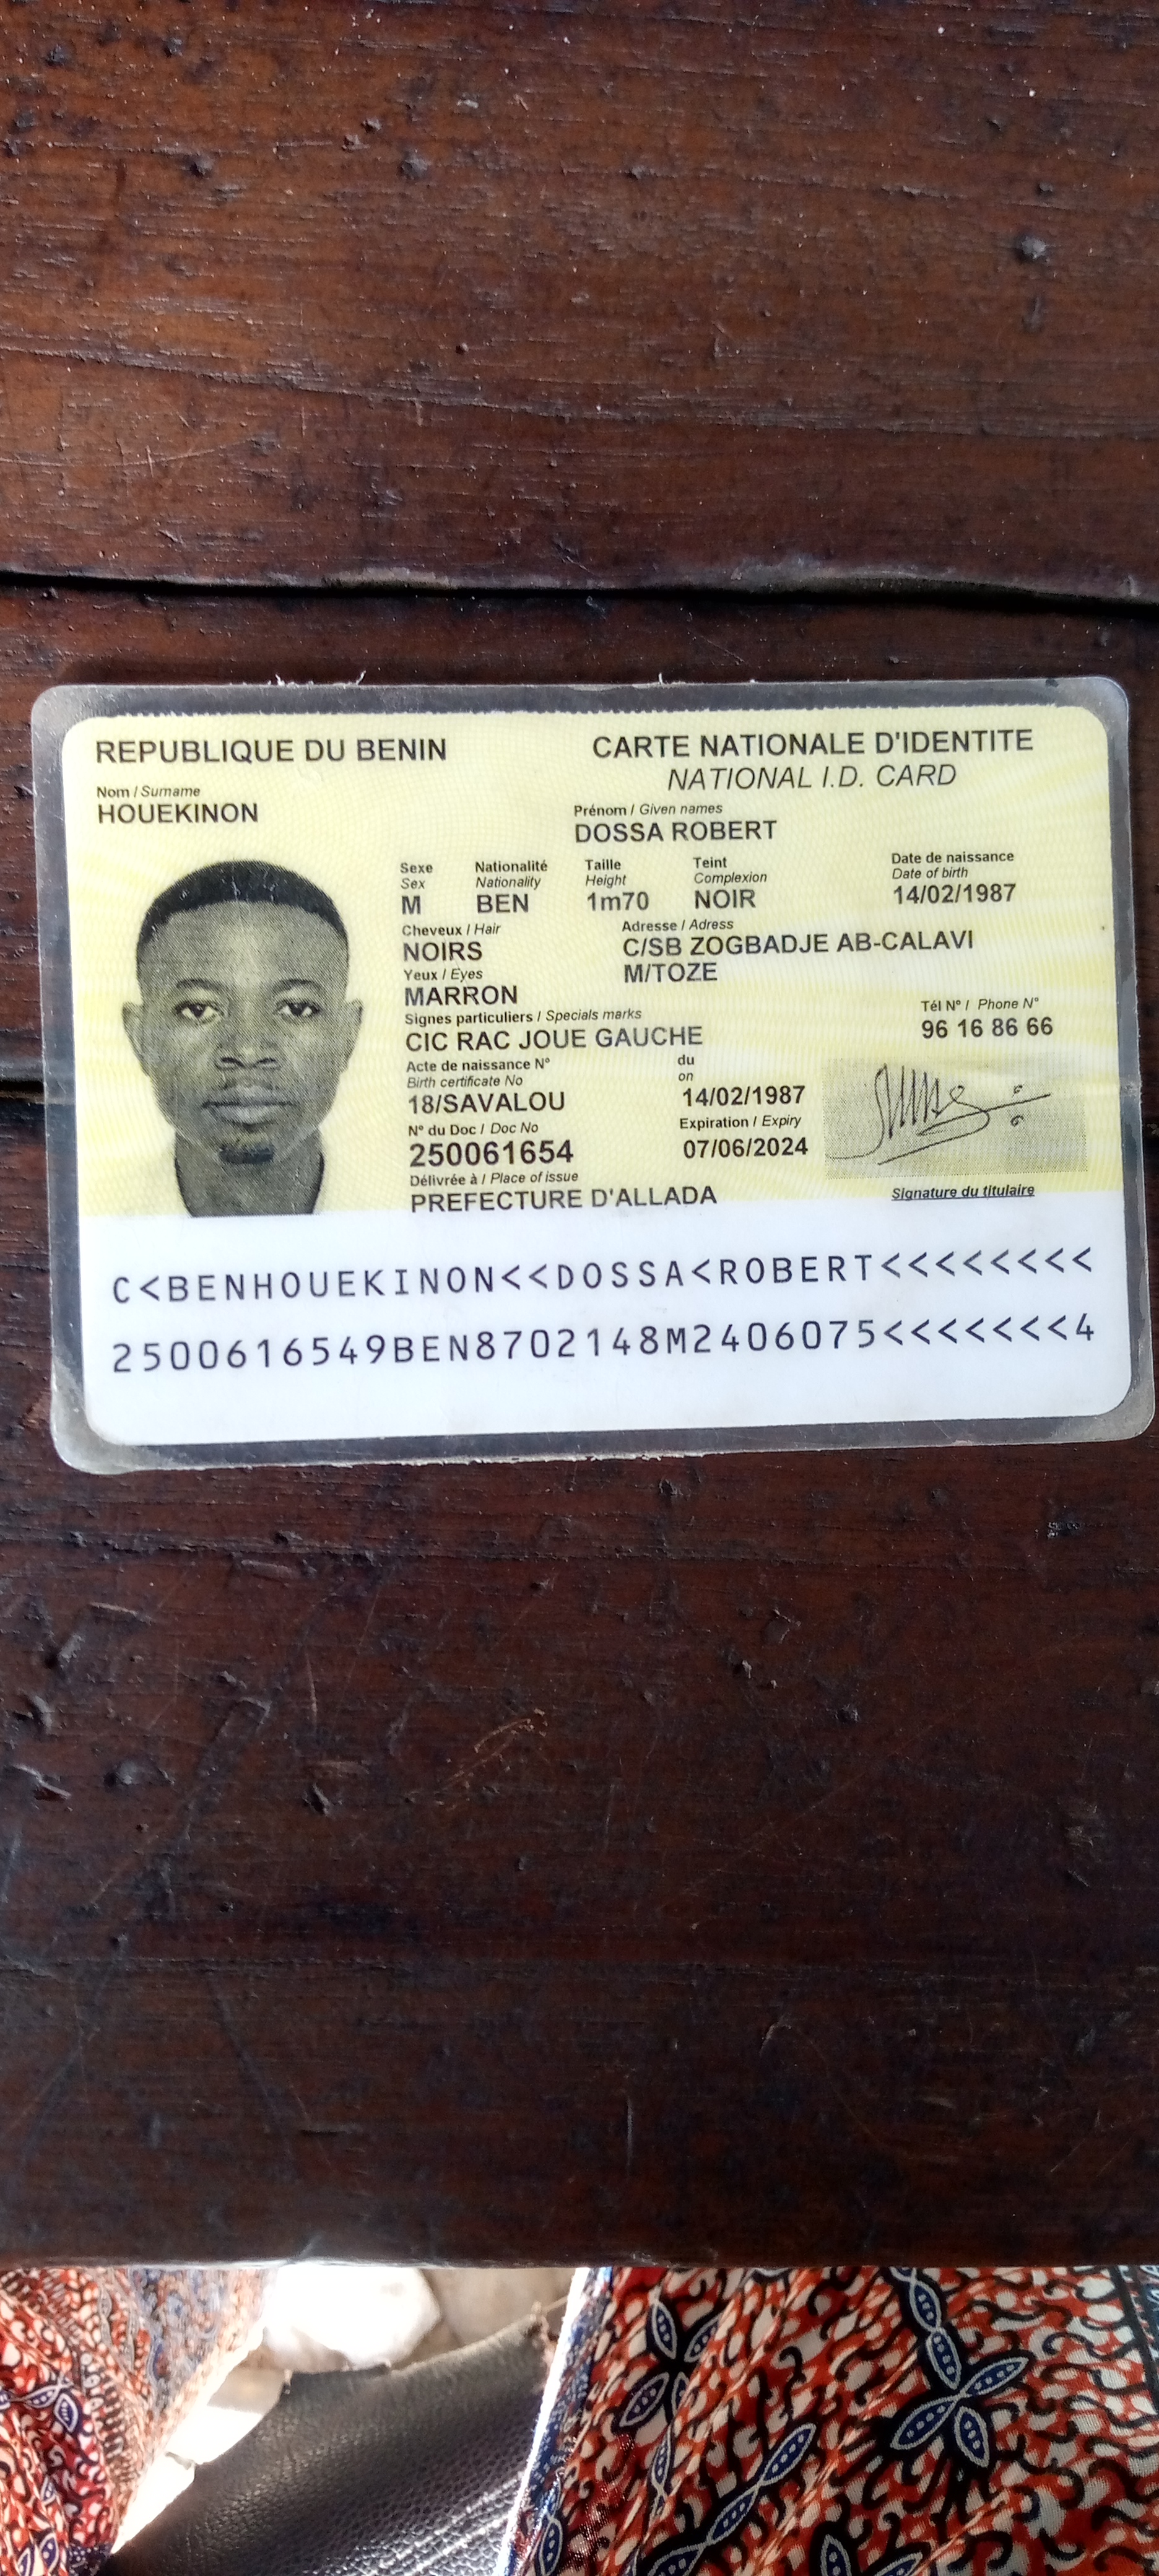 REPUBLIQUE DU BENIN
CARTE NATIONALE D'IDENTITE
NATIONAL I.D. CARD
Nom / Surname
HOUEKINON
Prénom / Given names
DOSSA ROBERT
Sexe Nationalité Taille Teint Date de naissance
Sex Nationality Height Complexion Date of birth
M BEN 1m70 NOIR 14/02/1987
Cheveux / Hair Adresse / Adress
NOIRS C/SB ZOGBADJE AB-CALAVI
Yeux / Eyes M/TOZE
MARRON
Signes particuliers / Specials marks Tél N° / Phone N°
CIC RAC JOUE GAUCHE 96 16 86 66
Acte de naissance N° du
Birth certificate No on
18/SAVALOU 14/02/1987
N° du Doc / Doc No Expiration / Expiry
250061654 07/06/2024
Délivrée à / Place of issue
PREFECTURE D'ALLADA Signature du titulaire
C<BENHOUEKINON<<DOSSA<ROBERT<<<<<<<<
2500616549BEN8702148M2406075<<<<<<<4